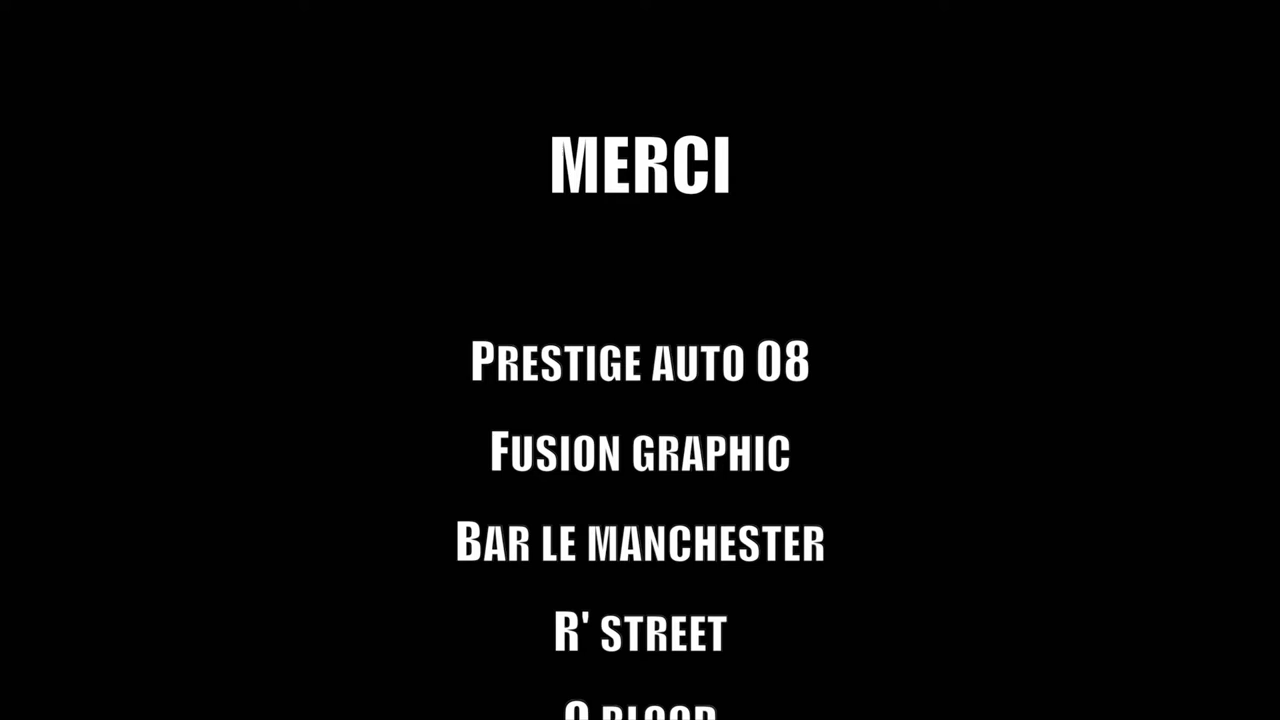 MERCI
PRESTIGE AUTO 08
FUSION GRAPHIC
BAR LE MANCHESTER
R' STREET